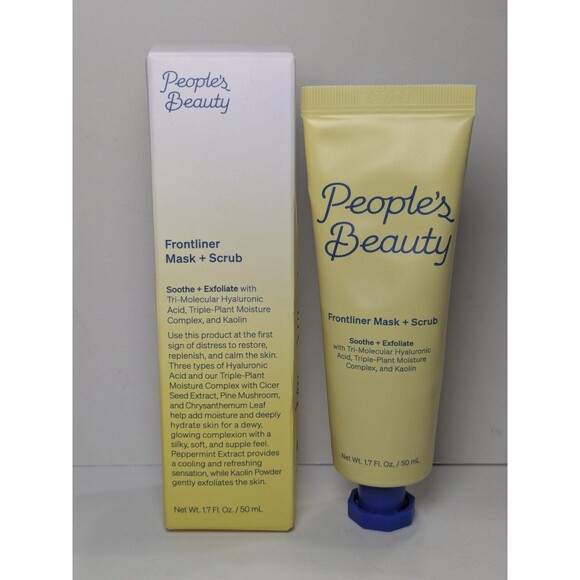 People's
Beauty
Frontliner
Mask + Scrub
Soothe + Exfoliate with
Tri-Molecular Hyaluronic
Acid, Triple-Plant Moisture
Complex, and Kaolin
Use this product at the first
sign of distress to restore,
replenish, and calm the skin.
Three types of Hyaluronic
Acid and our Triple-Plant
Moisture Complex with Cicer
Seed Extract, Pine Mushroom,
and Chrysanthemum Leaf
help add moisture and deeply
hydrate skin for a dewy,
glowing complexion with a
silky, soft, and supple feel.
Peppermint Extract provides
a cooling and refreshing
sensation, while Kaolin Powder
gently exfoliates the skin.
Net Wt. 1.7 Fl. Oz. / 50 mL
People's
Beauty
Frontliner Mask + Scrub
Soothe + Exfoliate
with Tri-Molecular Hyaluronic
Acid, Triple-Plant Moisture
Complex, and Kaolin
Net Wt. 1.7 Fl. Oz. / 50 mL